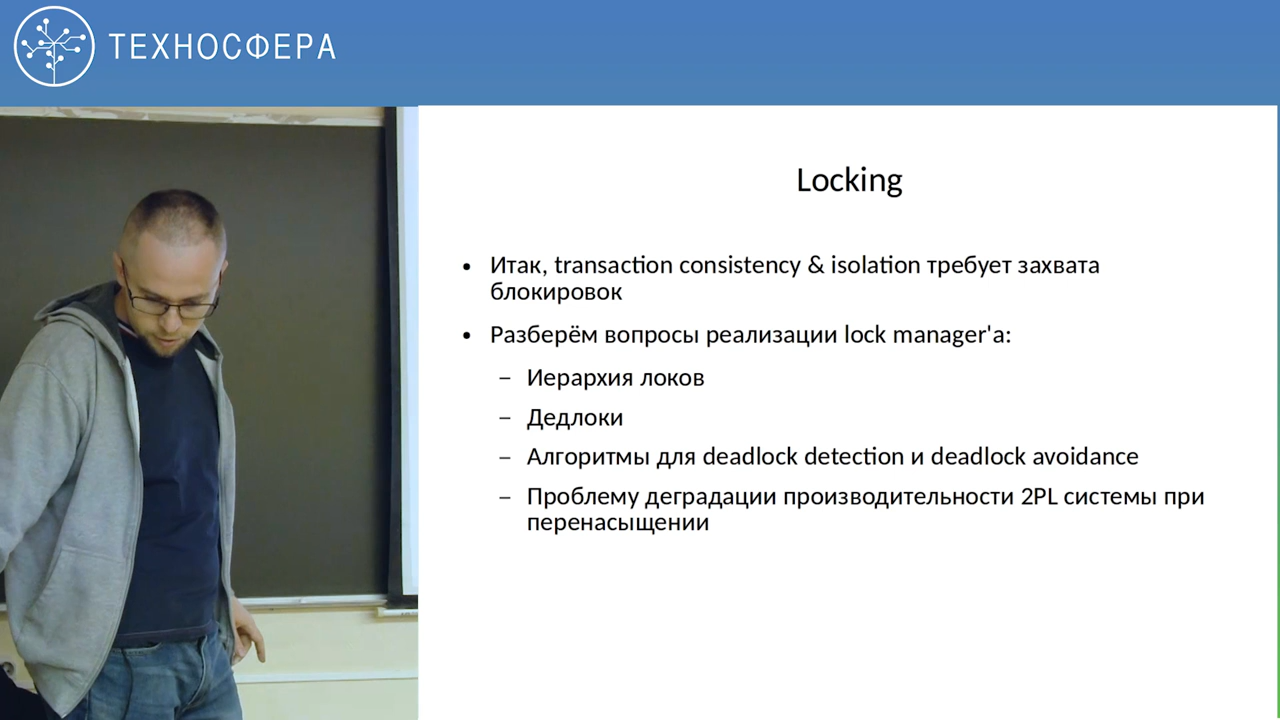 ТЕХНОСФЕРА
Locking
• Итак, transaction consistency & isolation требует захвата
блокировок
• Разберём вопросы реализации lock manager'а:
– Иерархия локов
– Дедлоки
– Алгоритмы для deadlock detection и deadlock avoidance
– Проблему деградации производительности 2PL системы при
перенасыщении